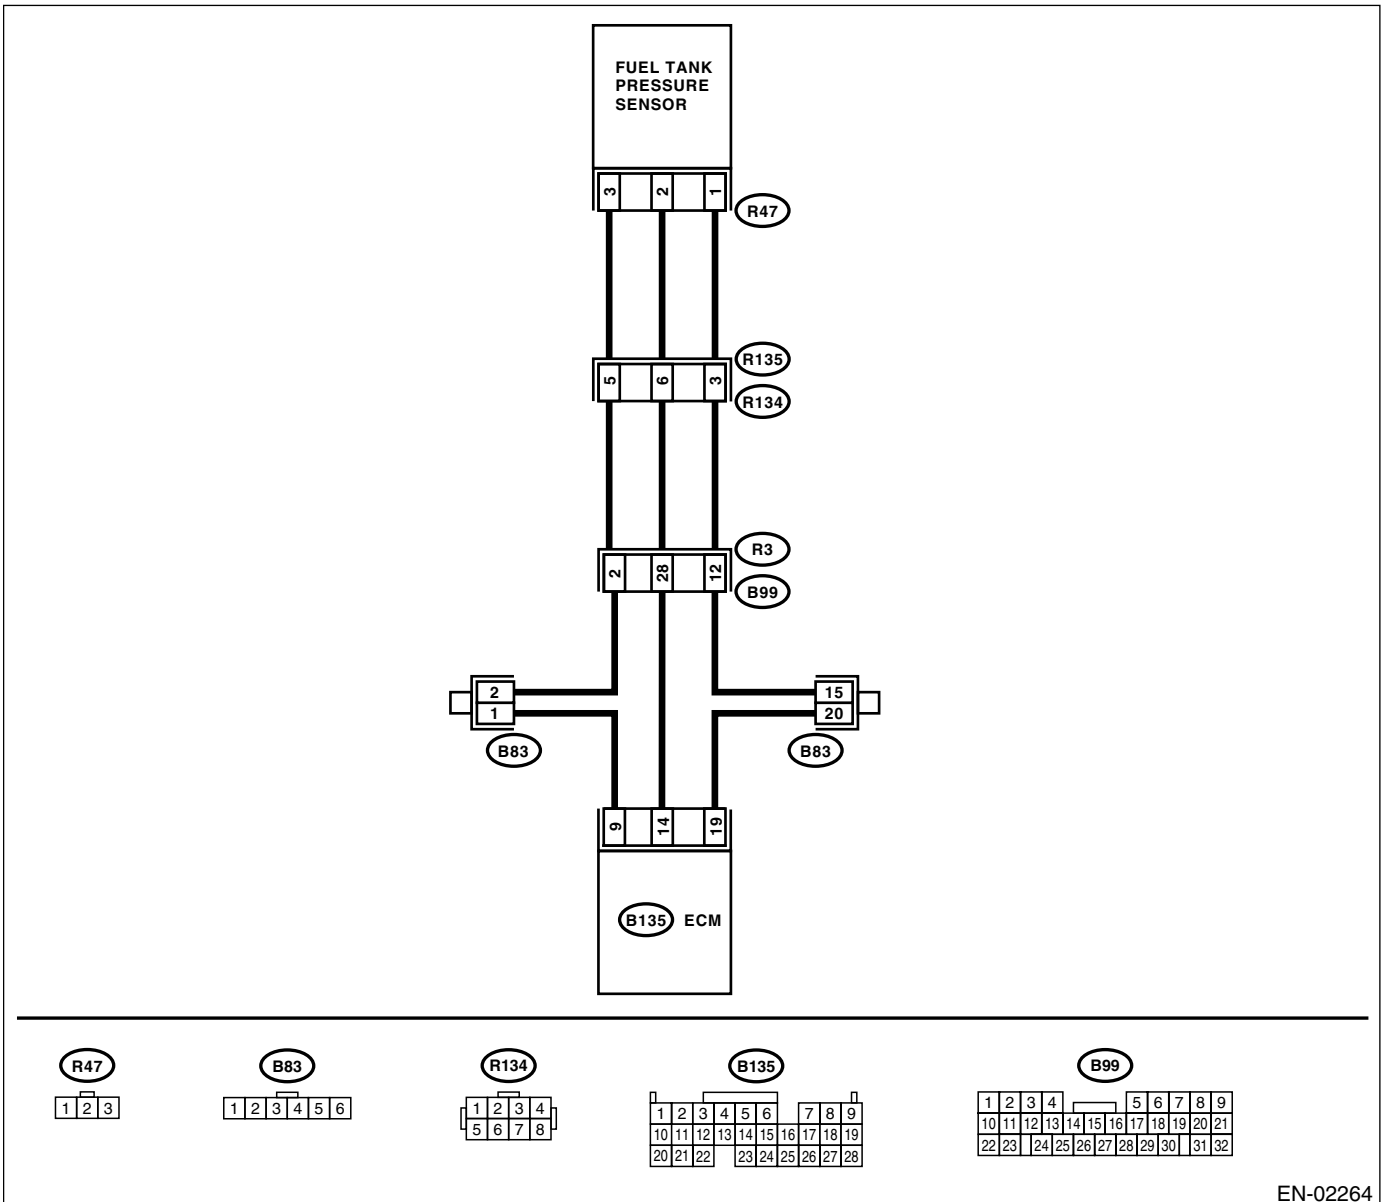 FUEL TANK
PRESSURE
SENSOR
3 2 1
R47
R135
5 6 3
R134
R3
2 28 12
B99
2 15
1 20
B83 B83
9 14 19
B135 ECM
R47 B83 R134 B135 B99
1 2 3
1 2 3 4 5 6
1 2 3 4
5 6 7 8
1 2 3 4 5 6 7 8 9
10 11 12 13 14 15 16 17 18 19
20 21 22 23 24 25 26 27 28
1 2 3 4 5 6 7 8 9
10 11 12 13 14 15 16 17 18 19 20 21
22 23 24 25 26 27 28 29 30 31 32
EN-02264